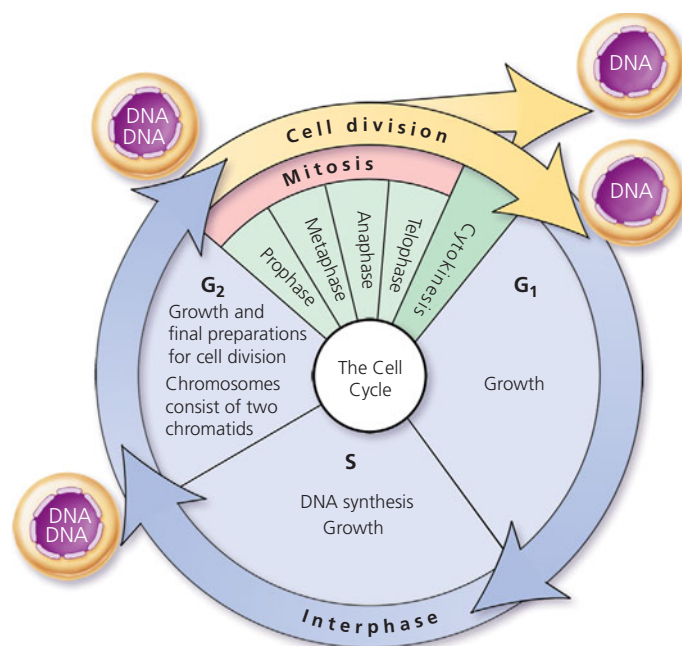 DNA
DNA
DNA
DNA
Cell division
Mitosis
Prophase
Metaphase
Anaphase
Telophase
Cytokinesis
G₂
Growth and
final preparations
for cell division
Chromosomes
consist of two
chromatids
G₁
Growth
The Cell
Cycle
S
DNA synthesis
Growth
DNA
DNA
Interphase